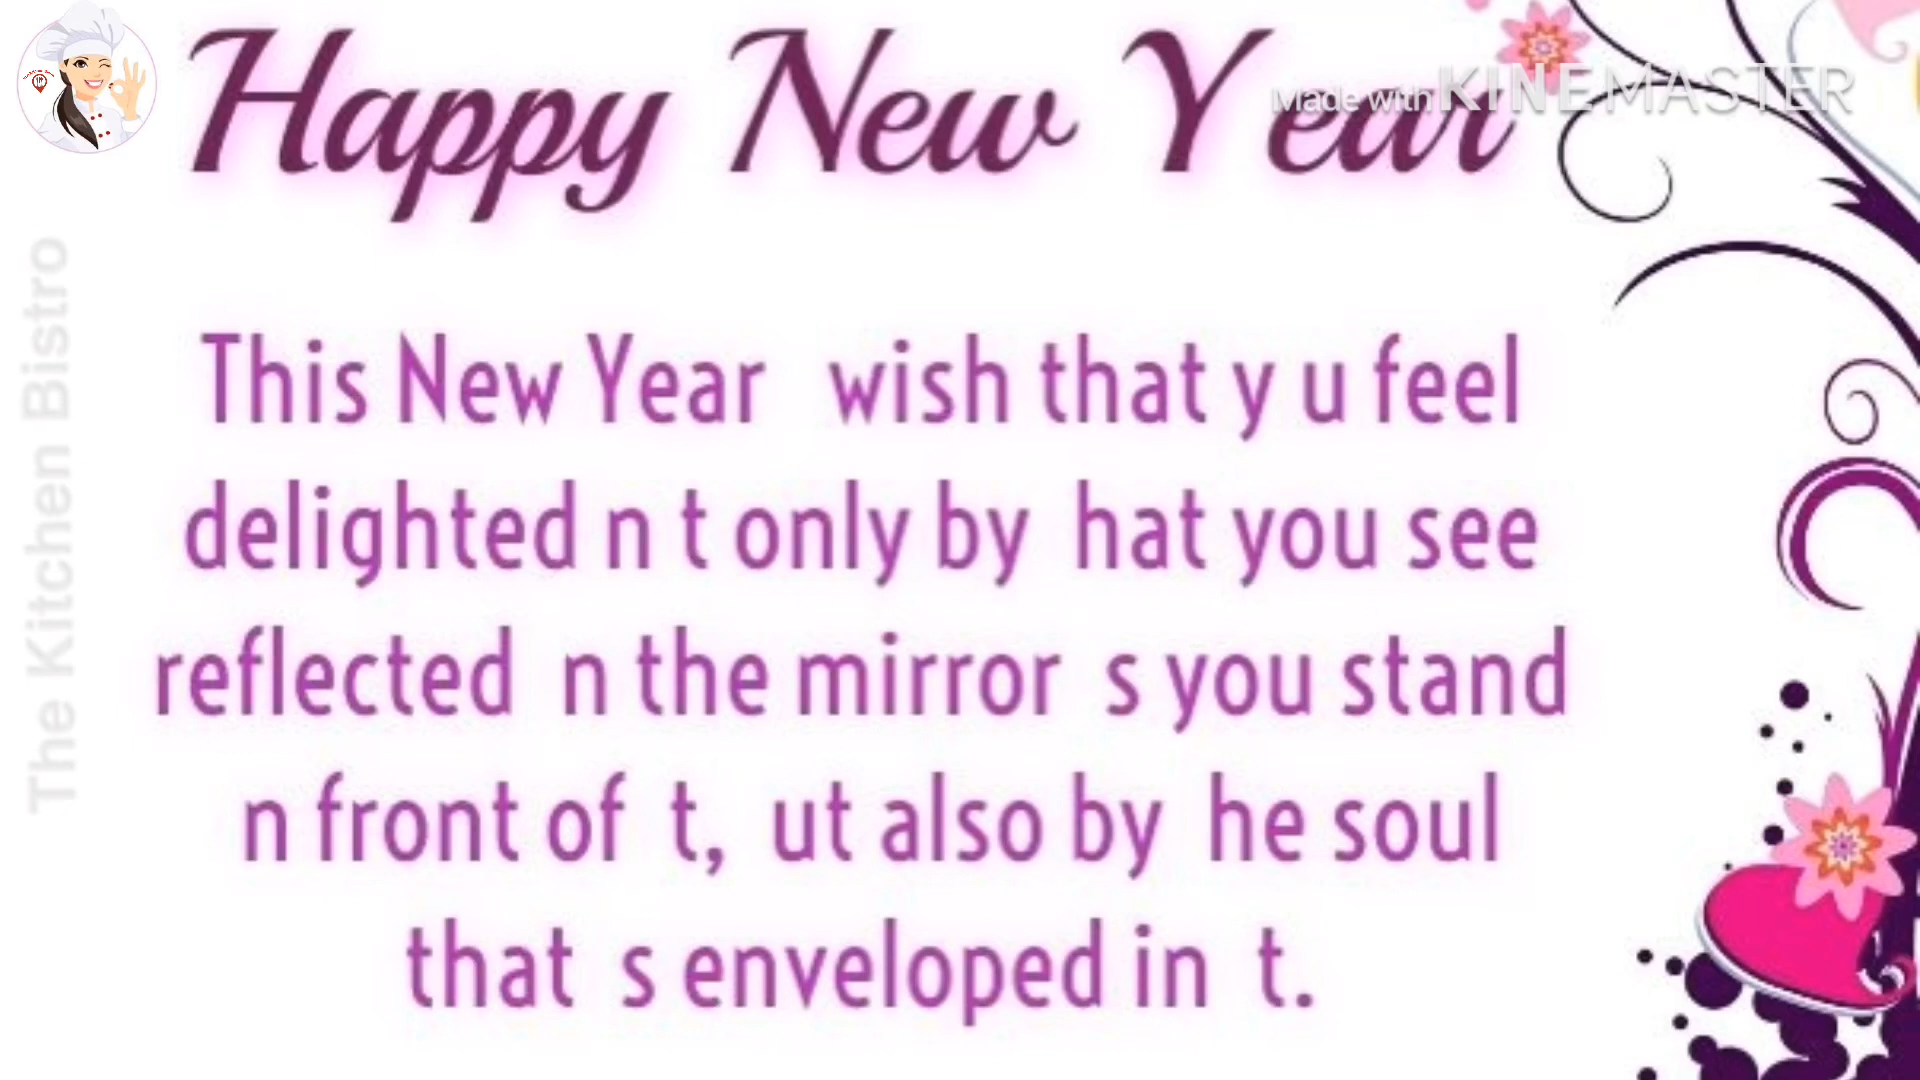 Happy New Year
Made with KINEMASTER
The Kitchen Bistro
This New Year wish that y u feel
delighted n t only by hat you see
reflected n the mirror s you stand
n front of t, ut also by he soul
that s enveloped in t.